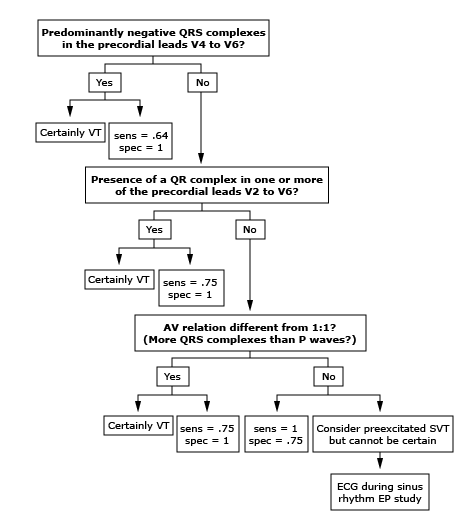 Predominantly negative QRS complexes
in the precordial leads V4 to V6?
Yes
No
Certainly VT
sens = .64
spec = 1
Presence of a QR complex in one or more
of the precordial leads V2 to V6?
Yes
No
Certainly VT
sens = .75
spec = 1
AV relation different from 1:1?
(More QRS complexes than P waves?)
Yes
No
Certainly VT
sens = .75
spec = 1
sens = 1
spec = .75
Consider preexcitated SVT
but cannot be certain
ECG during sinus
rhythm EP study